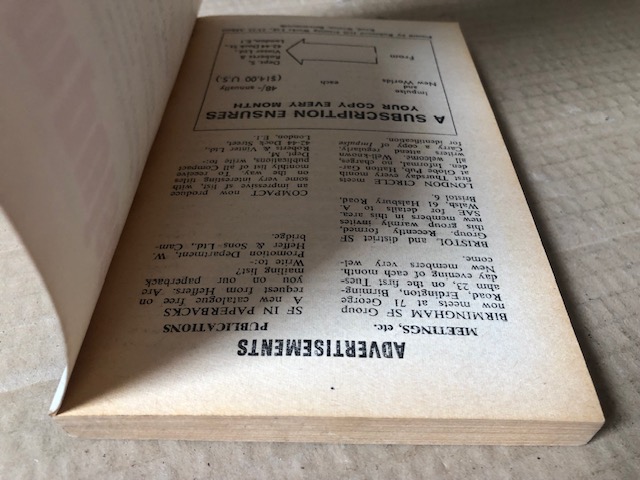 ADVERTISEMENTS
MEETINGS, etc.
BIRMINGHAM SF Group
now meets at 71 George
Road, Erdington, Birming-
ahm 23, on the first Tues-
day evening of each month.
New members very wel-
come.
BRISTOL and district SF
Group. Recently formed,
this group warmly invites
new members in this area.
SAE for details to A.
Walsh, 61 Halsbury Road,
Bristol 6
LONDON CIRCLE meets
first Thursday every month
at Globe Pub, Hatton Gar-
den, informal, no charges,
all welcome. Well-known
writers attend regularly.
Carry a copy of Impulse
for identification.
PUBLICATIONS
SF IN PAPERBACKS
A new catalogue free on
request from Heffers. Are
you on our paperback
mailing list?
Write to:-
Promotion Department, W.
Heffer & Sons Ltd., Cam-
bridge.
COMPACT now produce
an impressive sf list, with
some very interesting titles
on the way. To receive
monthly list of all Compact
publications, write to:-
Dept. M,
Roberts & Vinter Ltd.,
42-44 Dock Street,
London, E.1.
A SUBSCRIPTION ENSURES
YOUR COPY EVERY MONTH
Impulse
and
New Worlds
each
48/- annually
($14.00 U.S.)
From
Dept. S,
Roberts &
Vinter Ltd.,
42-44 Dock St.,
London, E.1